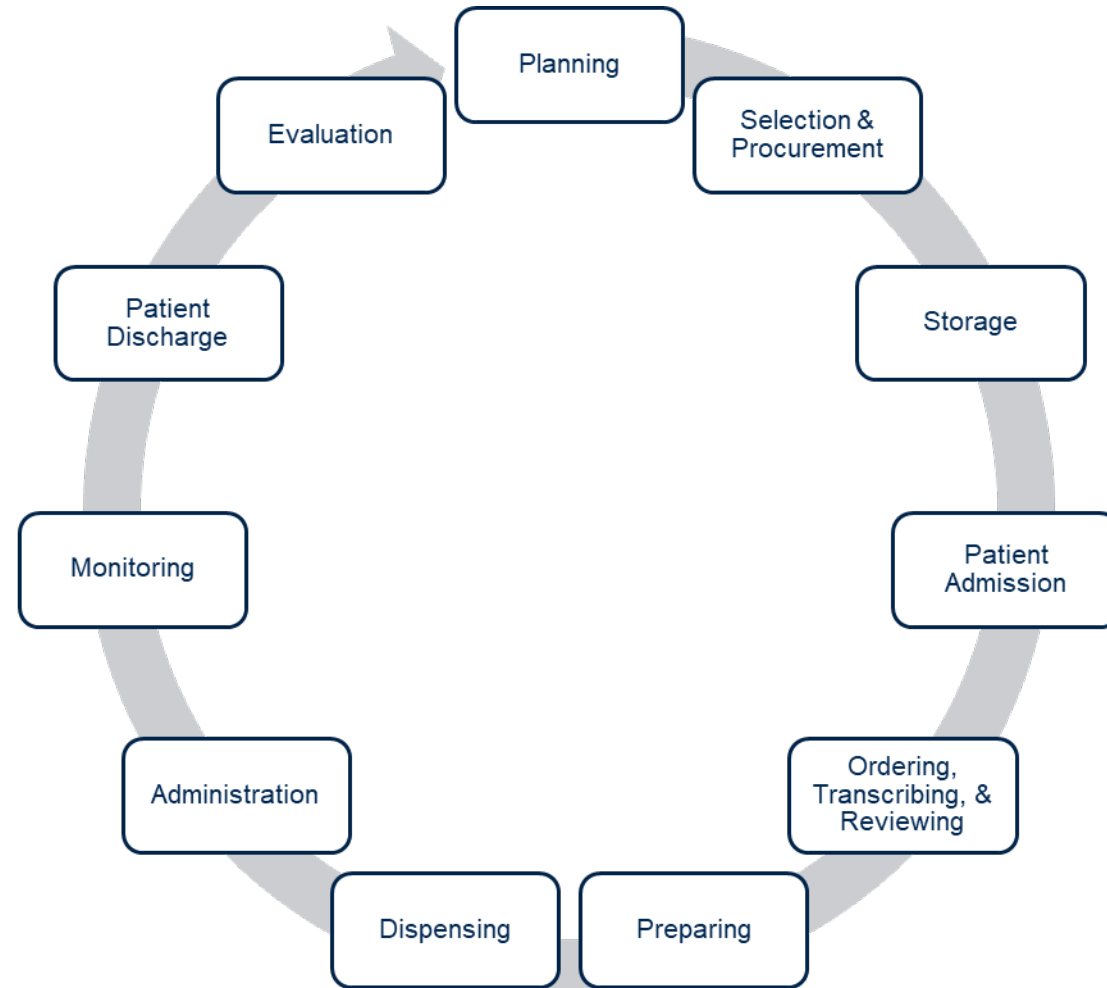 Planning
Selection &
Procurement
Storage
Patient
Admission
Ordering,
Transcribing, &
Reviewing
Preparing
Dispensing
Administration
Monitoring
Patient
Discharge
Evaluation